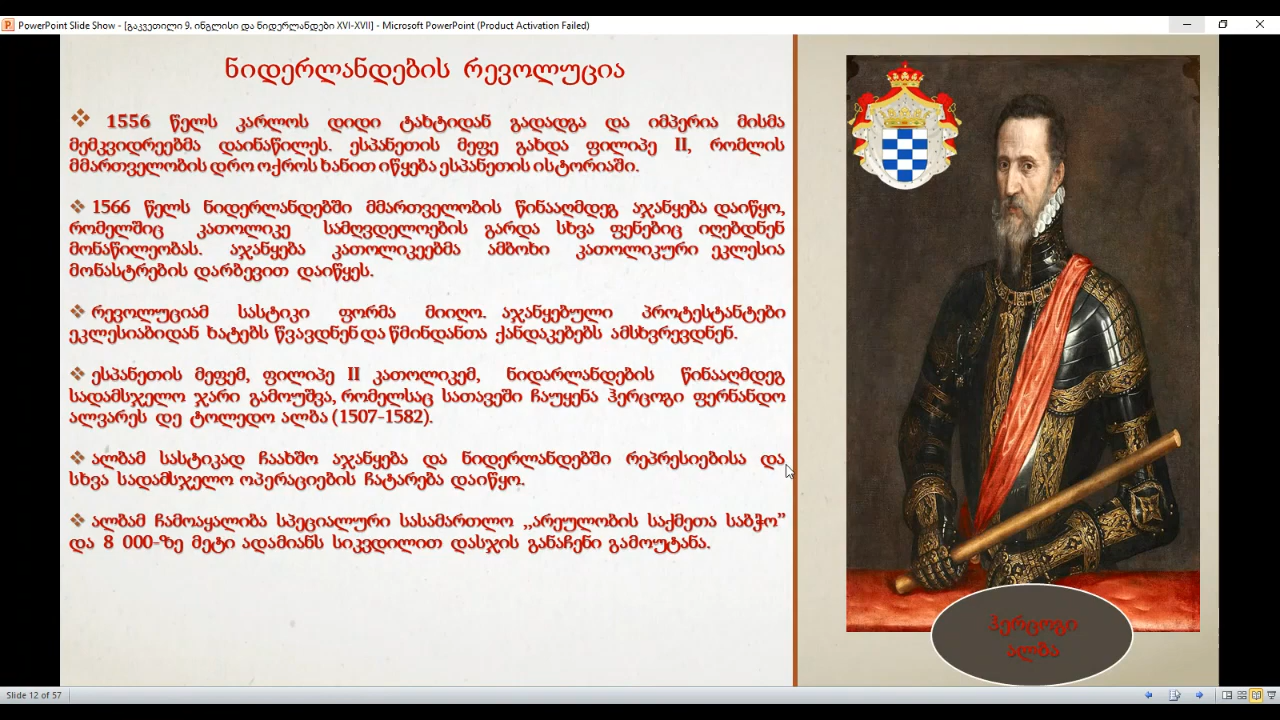 PowerPoint Slide Show - [გაკვეთილი 9. ინგლისი და ნიდერლანდები XVI-XVII] - Microsoft PowerPoint (Product Activation Failed)
ნიდერლანდების რევოლუცია
❖ 1556 წელს კარლოს დიდი ტახტიდან გადადგა და იმპერია მისმა
მემკვიდრეებმა დაინაწილეს. ესპანეთის მეფე გახდა ფილიპე II, რომლის
მმართველობის დრო ოქროს ხანით იწყება ესპანეთის ისტორიაში.
❖ 1566 წელს ნიდერლანდებში მმართველობის წინააღმდეგ აჯანყება დაიწყო,
რომელშიც კათოლიკე სამღვდელოების გარდა სხვა ფენებიც იღებდნენ
მონაწილეობას. აჯანყება კათოლიკეებმა ამბოხი კათოლიკური ეკლესია
მონასტრების დარბევით დაიწყეს.
❖ რევოლუციამ სასტიკი ფორმა მიიღო. აჯანყებული პროტესტანტები
ეკლესიაბიდან ხატებს წვავდნენ და წმინდანთა ქანდაკებებს ამსხვრევდნენ.
❖ ესპანეთის მეფემ, ფილიპე II კათოლიკემ, ნიდარლანდების წინააღმდეგ
სადამსჯელო ჯარი გამოუშვა, რომელსაც სათავეში ჩაუყენა ჰერცოგი ფერნანდო
ალვარეს დე ტოლედო ალბა (1507-1582).
❖ ალბამ სასტიკად ჩაახშო აჯანყება და ნიდერლანდებში რეპრესიებისა და
სხვა სადამსჯელო ოპერაციების ჩატარება დაიწყო.
❖ ალბამ ჩამოაყალიბა სპეციალური სასამართლო ,,არეულობის საქმეთა საბჭო”
და 8 000-ზე მეტი ადამიანს სიკვდილით დასჯის განაჩენი გამოუტანა.
ჰერცოგი
ალბა
Slide 12 of 57